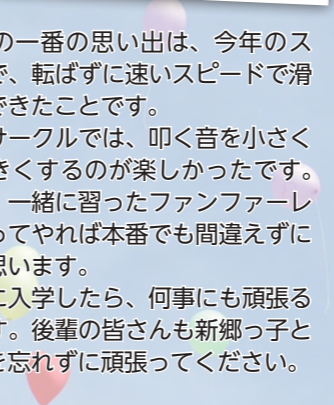 の一番の思い出は、今年のス
で、転ばずに速いスピードで滑
できたことです。
サークルでは、叩く音を小さく
きくするのが楽しかったです。
一緒に習ったファンファーレ
ってやれば本番でも間違えずに
思います。
に入学したら、何事にも頑張る
す。後輩の皆さんも新郷っ子と
を忘れずに頑張ってください。